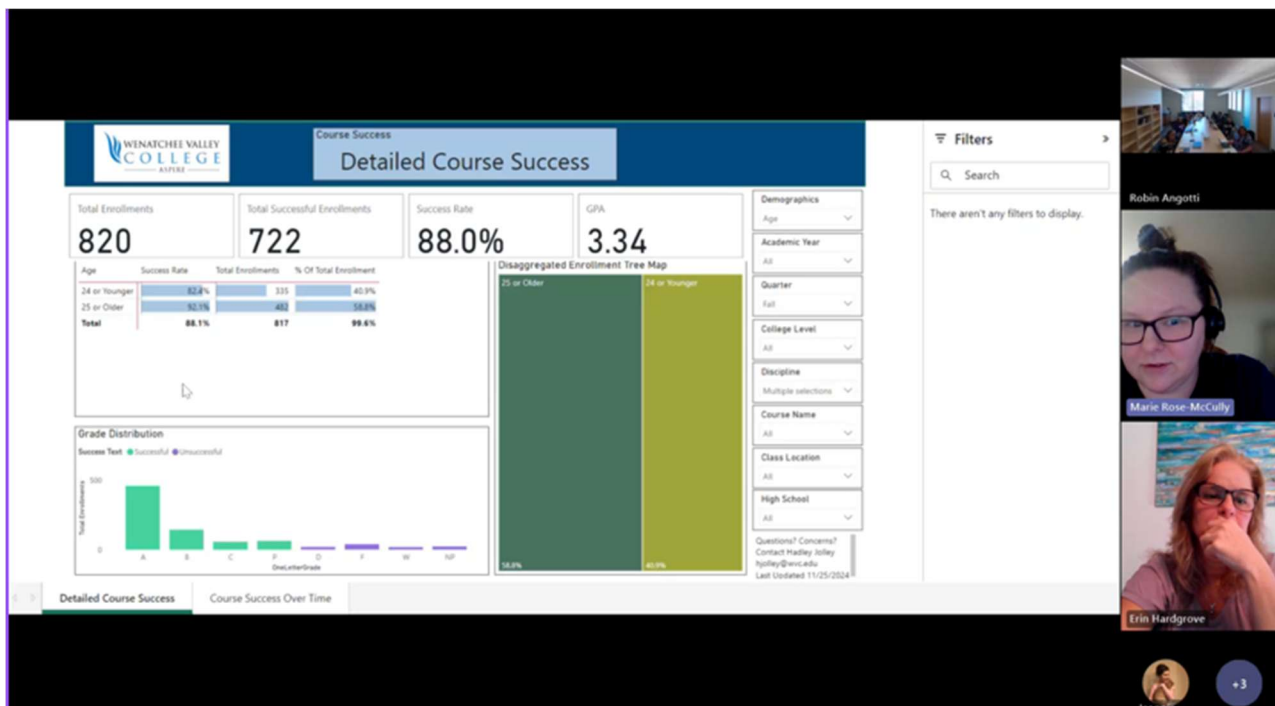 WENATCHEE VALLEY
COLLEGE
ASPIRE
Course Success
Detailed Course Success
Total Enrollments
820
Total Successful Enrollments
722
Success Rate
88.0%
GPA
3.34
Age Success Rate Total Enrollments % Of Total Enrollment
24 or Younger 82.4% 335 40.9%
25 or Older 92.1% 482 58.8%
Total 88.1% 817 99.6%
Disaggregated Enrollment Tree Map
25 or Older
24 or Younger
58.8%
40.9%
Grade Distribution
Success Text Successful Unsuccessful
Total Enrollments
500
0
A B C P D F W NP
OneLetterGrade
Demographics
Age
Academic Year
All
Quarter
Fall
College Level
All
Discipline
Multiple selections
Course Name
All
Class Location
All
High School
All
Questions? Concerns?
Contact Hadley Jolley
hjolley@wvc.edu
Last Updated 11/25/2024
Detailed Course Success
Course Success Over Time
Filters
Search
There aren't any filters to display.
Robin Angotti
Marie Rose-McCully
Erin Hardgrove
+3